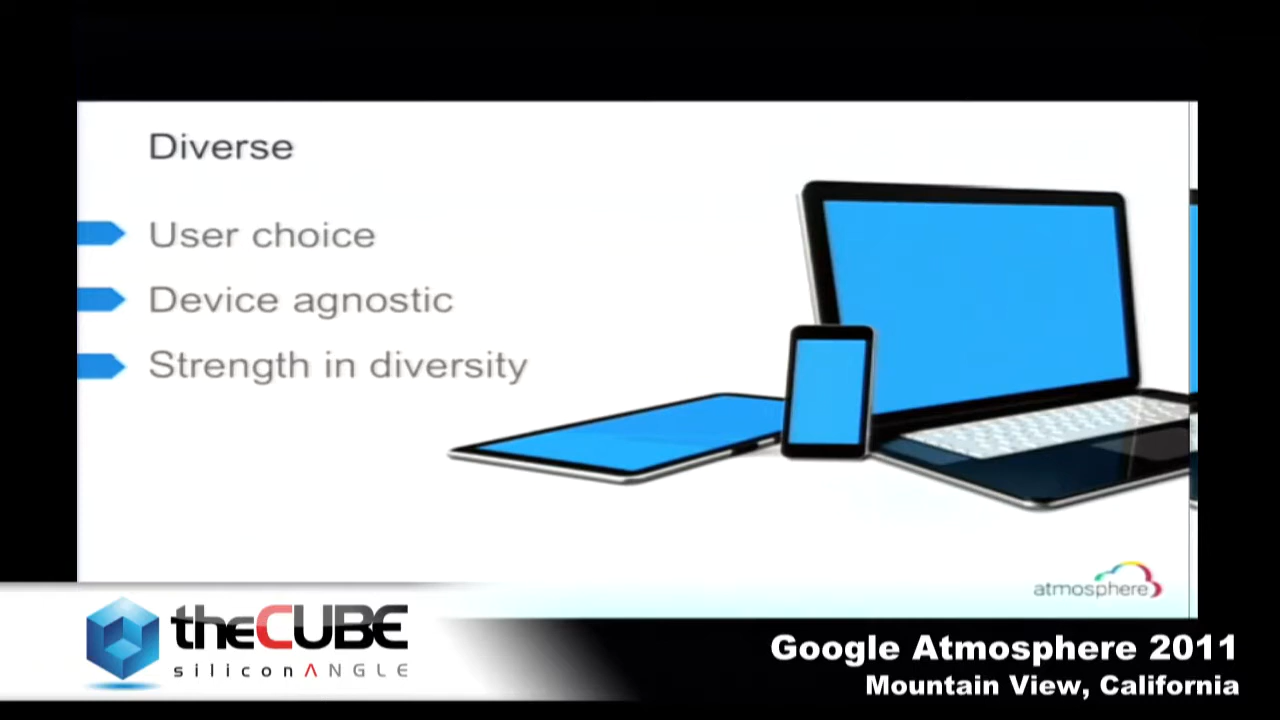 Diverse
User choice
Device agnostic
Strength in diversity
atmosphere
theCUBE
siliconANGLE
Google Atmosphere 2011
Mountain View, California